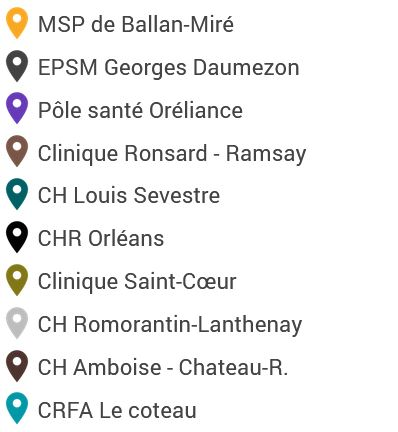 MSP de Ballan-Miré
EPSM Georges Daumezon
Pôle santé Oréliance
Clinique Ronsard - Ramsay
CH Louis Sevestre
CHR Orléans
Clinique Saint-Cœur
CH Romorantin-Lanthenay
CH Amboise - Chateau-R.
CRFA Le coteau